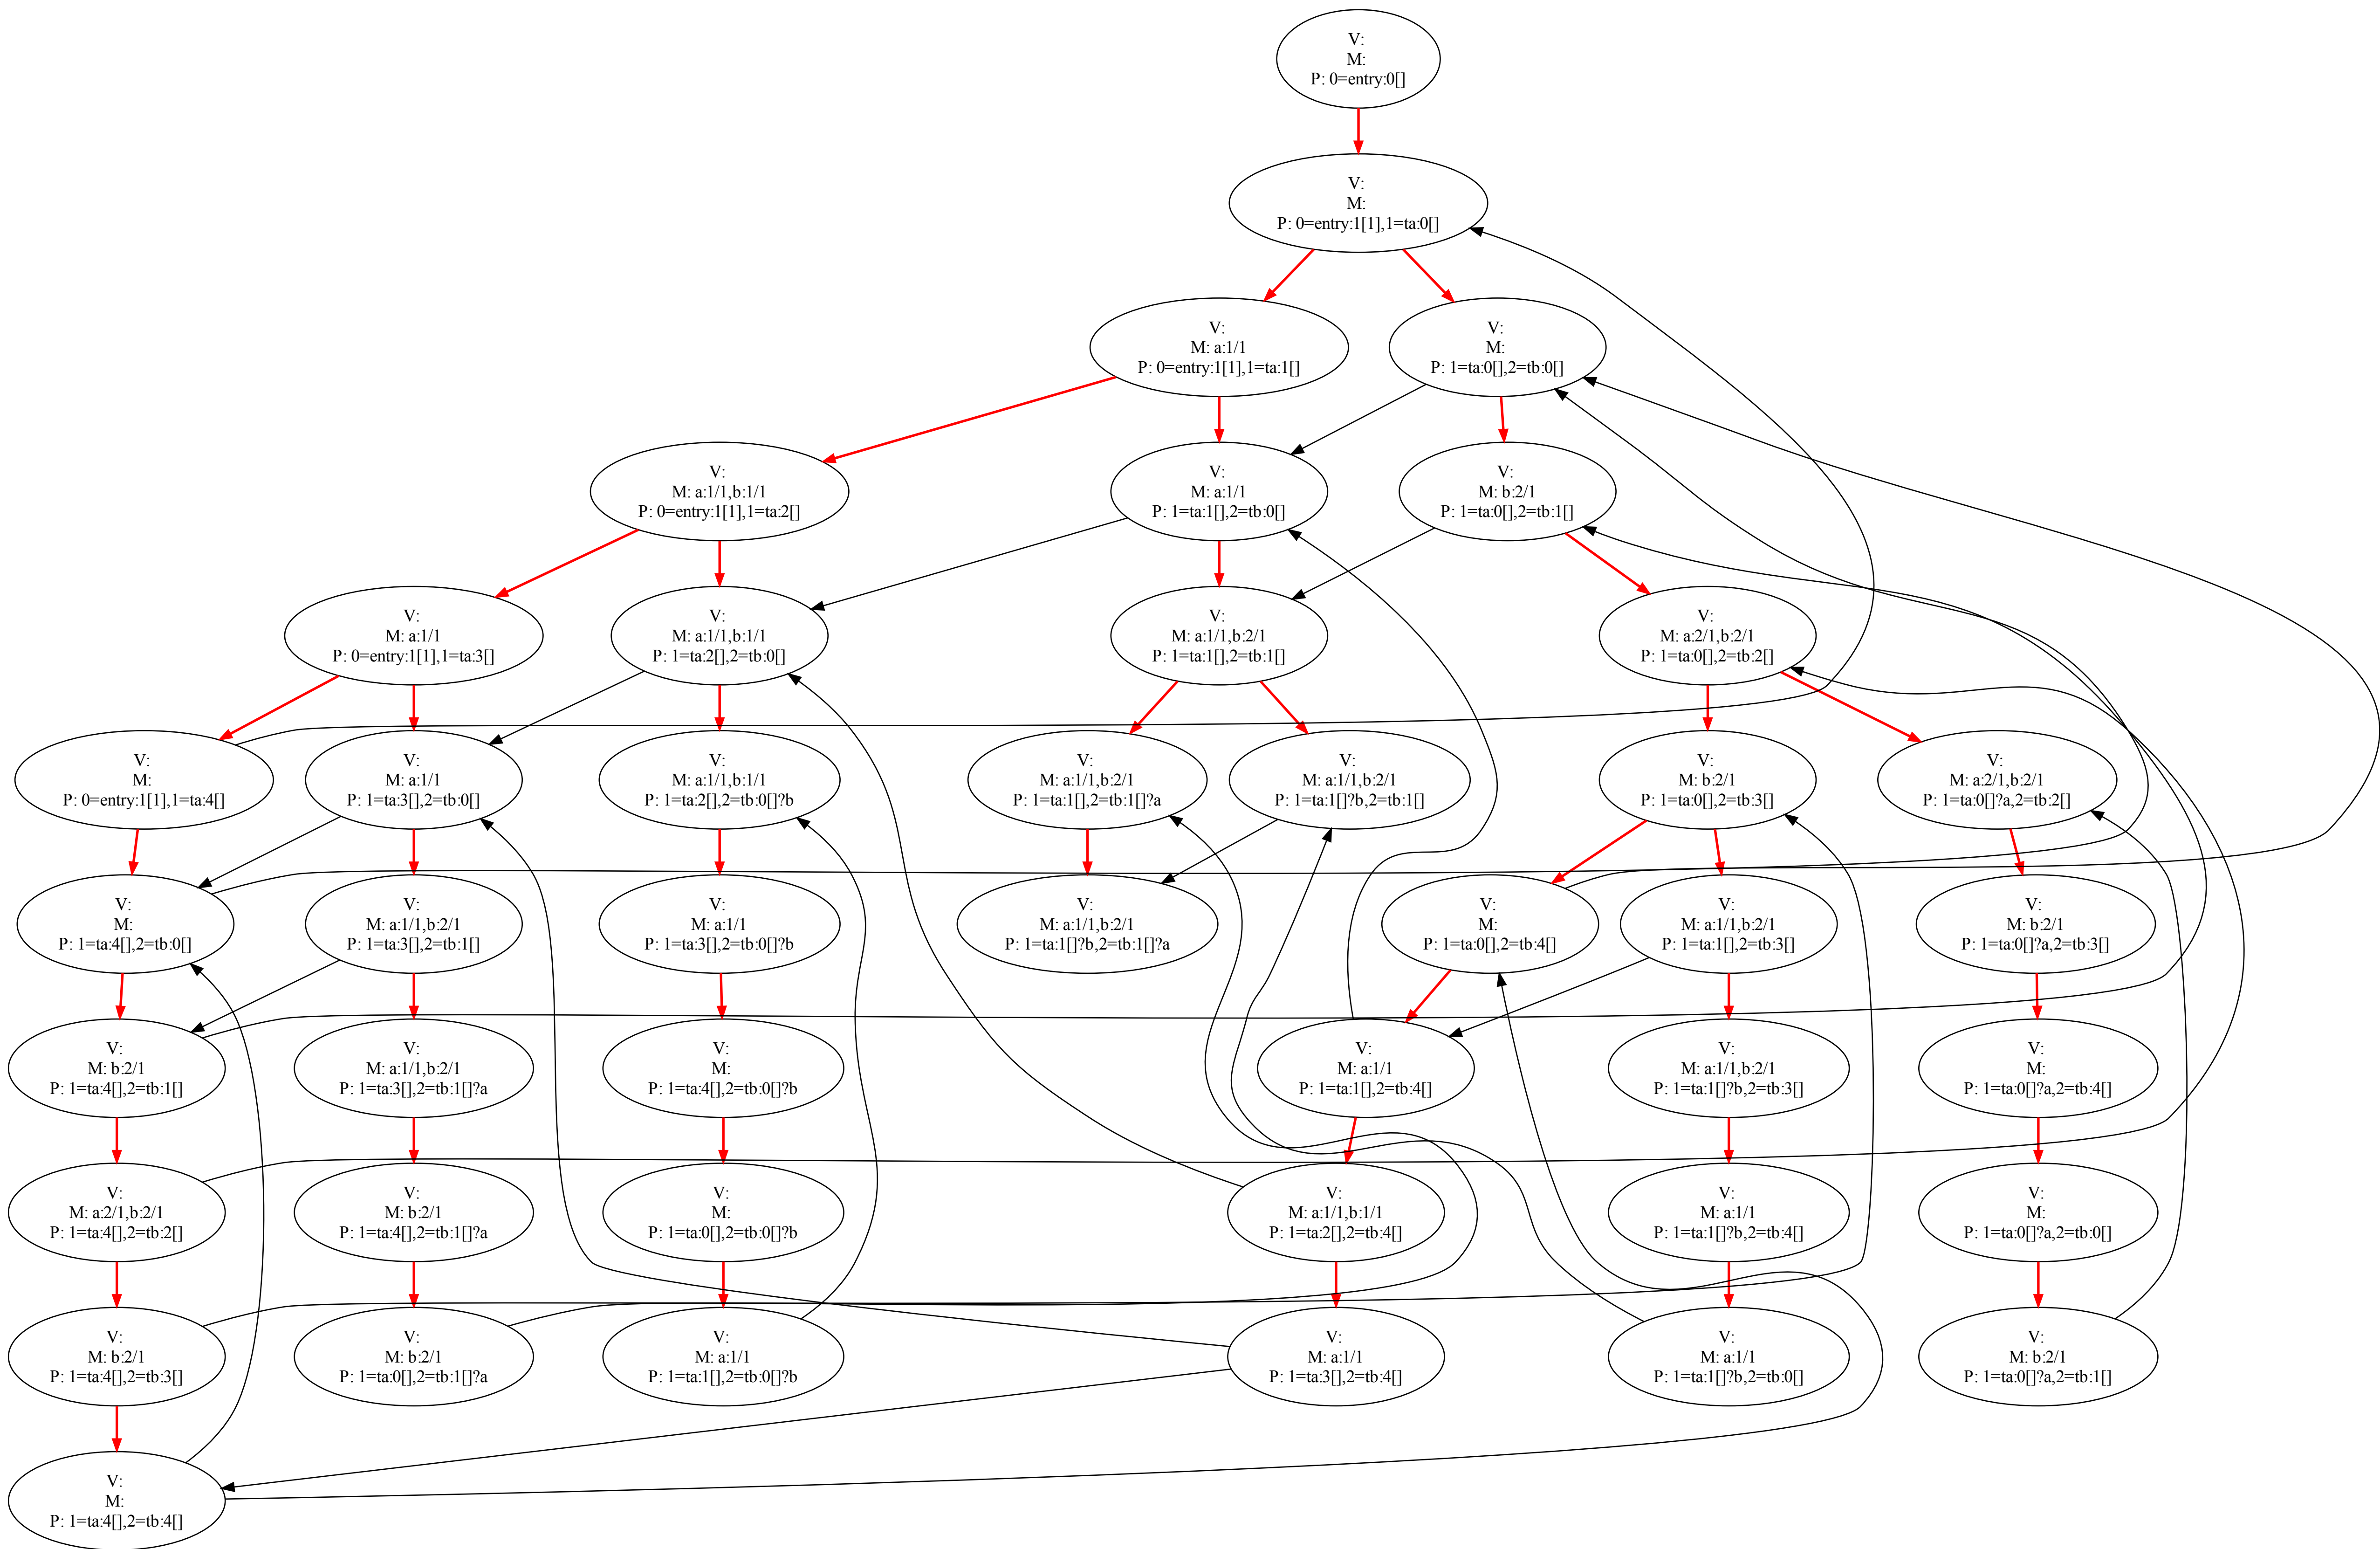 V:
M:
P: 0=entry:0[]
V:
M:
P: 0=entry:1[1],1=ta:0[]
V:
M: a:1/1
P: 0=entry:1[1],1=ta:1[]
V:
M:
P: 1=ta:0[],2=tb:0[]
V:
M: a:1/1,b:1/1
P: 0=entry:1[1],1=ta:2[]
V:
M: a:1/1
P: 1=ta:1[],2=tb:0[]
V:
M: b:2/1
P: 1=ta:0[],2=tb:1[]
V:
M: a:1/1
P: 0=entry:1[1],1=ta:3[]
V:
M: a:1/1,b:1/1
P: 1=ta:2[],2=tb:0[]
V:
M: a:1/1,b:2/1
P: 1=ta:1[],2=tb:1[]
V:
M: a:2/1,b:2/1
P: 1=ta:0[],2=tb:2[]
V:
M:
P: 0=entry:1[1],1=ta:4[]
V:
M: a:1/1
P: 1=ta:3[],2=tb:0[]
V:
M: a:1/1,b:1/1
P: 1=ta:2[],2=tb:0[]?b
V:
M: a:1/1,b:2/1
P: 1=ta:1[],2=tb:1[]?a
V:
M: a:1/1,b:2/1
P: 1=ta:1[]?b,2=tb:1[]
V:
M: b:2/1
P: 1=ta:0[],2=tb:3[]
V:
M: a:2/1,b:2/1
P: 1=ta:0[]?a,2=tb:2[]
V:
M:
P: 1=ta:4[],2=tb:0[]
V:
M: a:1/1,b:2/1
P: 1=ta:3[],2=tb:1[]
V:
M: a:1/1
P: 1=ta:3[],2=tb:0[]?b
V:
M: a:1/1,b:2/1
P: 1=ta:1[]?b,2=tb:1[]?a
V:
M:
P: 1=ta:0[],2=tb:4[]
V:
M: a:1/1,b:2/1
P: 1=ta:1[],2=tb:3[]
V:
M: b:2/1
P: 1=ta:0[]?a,2=tb:3[]
V:
M: b:2/1
P: 1=ta:4[],2=tb:1[]
V:
M: a:1/1,b:2/1
P: 1=ta:3[],2=tb:1[]?a
V:
M:
P: 1=ta:4[],2=tb:0[]?b
V:
M: a:1/1
P: 1=ta:1[],2=tb:4[]
V:
M: a:1/1,b:2/1
P: 1=ta:1[]?b,2=tb:3[]
V:
M:
P: 1=ta:0[]?a,2=tb:4[]
V:
M: a:2/1,b:2/1
P: 1=ta:4[],2=tb:2[]
V:
M: b:2/1
P: 1=ta:4[],2=tb:1[]?a
V:
M:
P: 1=ta:0[],2=tb:0[]?b
V:
M: a:1/1,b:1/1
P: 1=ta:2[],2=tb:4[]
V:
M: a:1/1
P: 1=ta:1[]?b,2=tb:4[]
V:
M:
P: 1=ta:0[]?a,2=tb:0[]
V:
M: b:2/1
P: 1=ta:4[],2=tb:3[]
V:
M: b:2/1
P: 1=ta:0[],2=tb:1[]?a
V:
M: a:1/1
P: 1=ta:1[],2=tb:0[]?b
V:
M: a:1/1
P: 1=ta:3[],2=tb:4[]
V:
M: a:1/1
P: 1=ta:1[]?b,2=tb:0[]
V:
M: b:2/1
P: 1=ta:0[]?a,2=tb:1[]
V:
M:
P: 1=ta:4[],2=tb:4[]